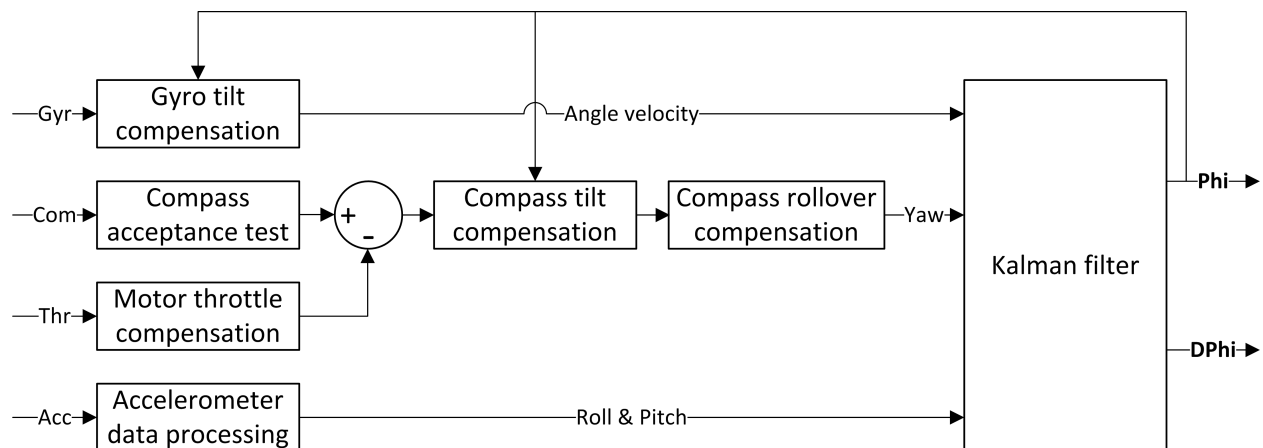 Gyr
Gyro tilt
compensation
Angle velocity
Com
Compass
acceptance test
+
-
Compass tilt
compensation
Compass rollover
compensation
Yaw
Thr
Motor throttle
compensation
Acc
Accelerometer
data processing
Roll & Pitch
Kalman filter
Phi
DPhi